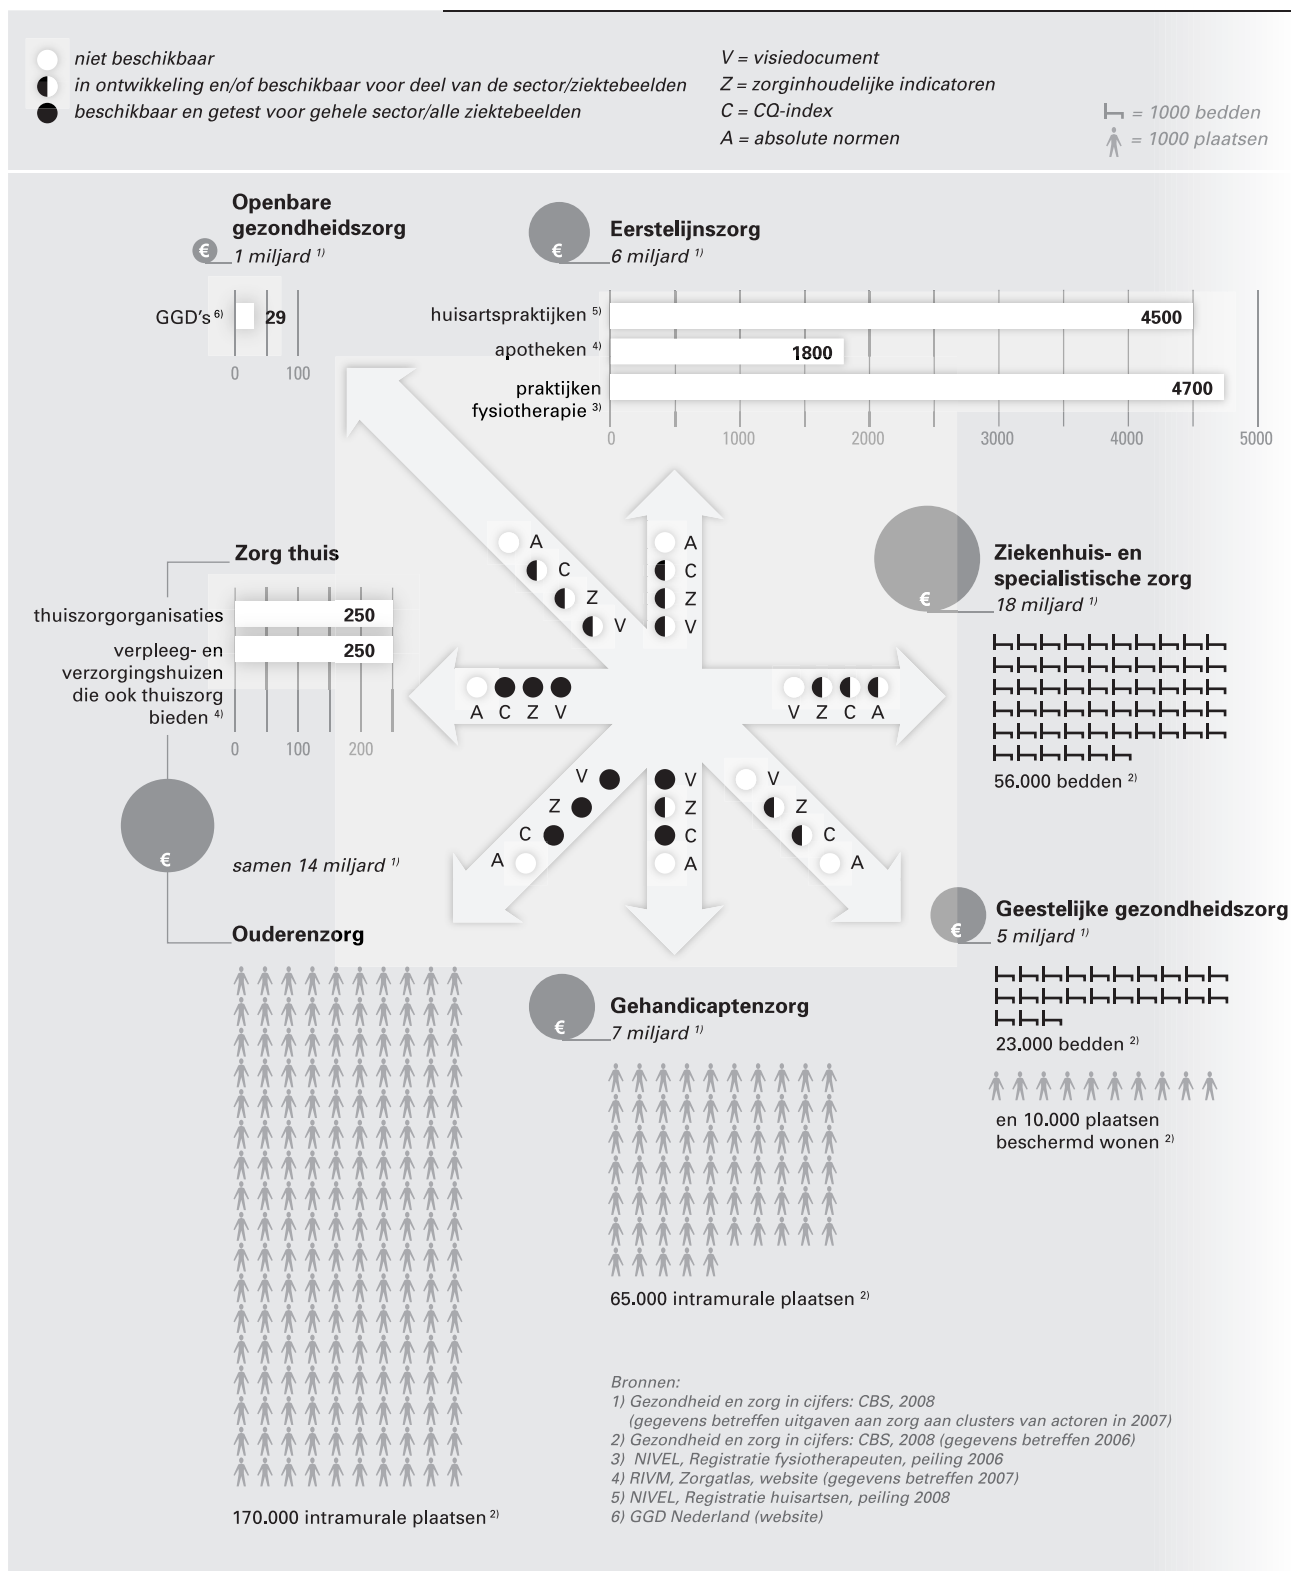 niet beschikbaar
in ontwikkeling en/of beschikbaar voor deel van de sector/ziektebeelden
beschikbaar en getest voor gehele sector/alle ziektebeelden
V = visiedocument
Z = zorginhoudelijke indicatoren
C = CQ-index
A = absolute normen
= 1000 bedden
= 1000 plaatsen
Openbare
gezondheidszorg
€
1 miljard 1)
GGD's 6)
29
0 100
Eerstelijnszorg
€
6 miljard 1)
huisartspraktijken 5)
4500
apotheken 4)
1800
praktijken
fysiotherapie 3)
4700
0 1000 2000 3000 4000 5000
A
C
Z
V
A
C
Z
V
Zorg thuis
thuiszorgorganisaties
250
verpleeg- en
verzorgingshuizen
die ook thuiszorg
bieden 4)
250
0 100 200
A C Z V
V Z C A
Ziekenhuis- en
specialistische zorg
€
18 miljard 1)
56.000 bedden 2)
V
Z
C
A
V
Z
C
A
V
Z
C
A
€
samen 14 miljard 1)
Ouderenzorg
170.000 intramurale plaatsen 2)
Gehandicaptenzorg
€
7 miljard 1)
65.000 intramurale plaatsen 2)
Geestelijke gezondheidszorg
€
5 miljard 1)
23.000 bedden 2)
en 10.000 plaatsen
beschermd wonen 2)
Bronnen:
1) Gezondheid en zorg in cijfers: CBS, 2008
(gegevens betreffen uitgaven aan zorg aan clusters van actoren in 2007)
2) Gezondheid en zorg in cijfers: CBS, 2008 (gegevens betreffen 2006)
3) NIVEL, Registratie fysiotherapeuten, peiling 2006
4) RIVM, Zorgatlas, website (gegevens betreffen 2007)
5) NIVEL, Registratie huisartsen, peiling 2008
6) GGD Nederland (website)